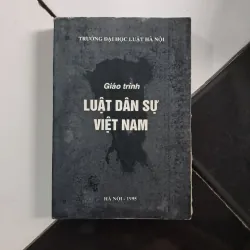 TRƯỜNG ĐẠI HỌC LUẬT HÀ NỘI
Giáo trình
LUẬT DÂN SỰ
VIỆT NAM
HÀ NỘI - 1995